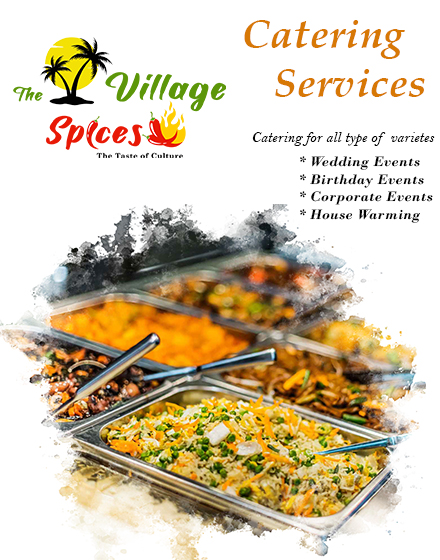 The Village
Spices
The Taste of Culture
Catering
Services
Catering for all type of varietes
* Wedding Events
* Birthday Events
* Corporate Events
* House Warming